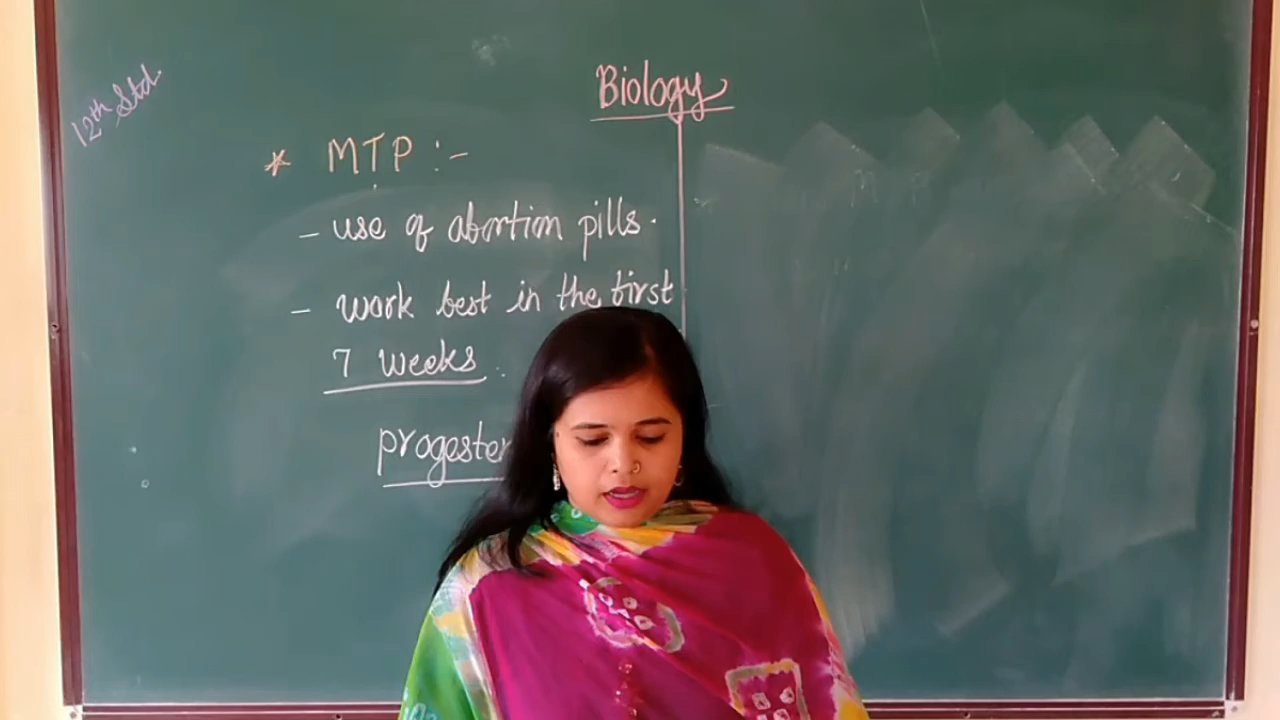 12th Std.
Biology
* MTP :-
- use of abortion pills.
- work best in the first
7 weeks.
progester